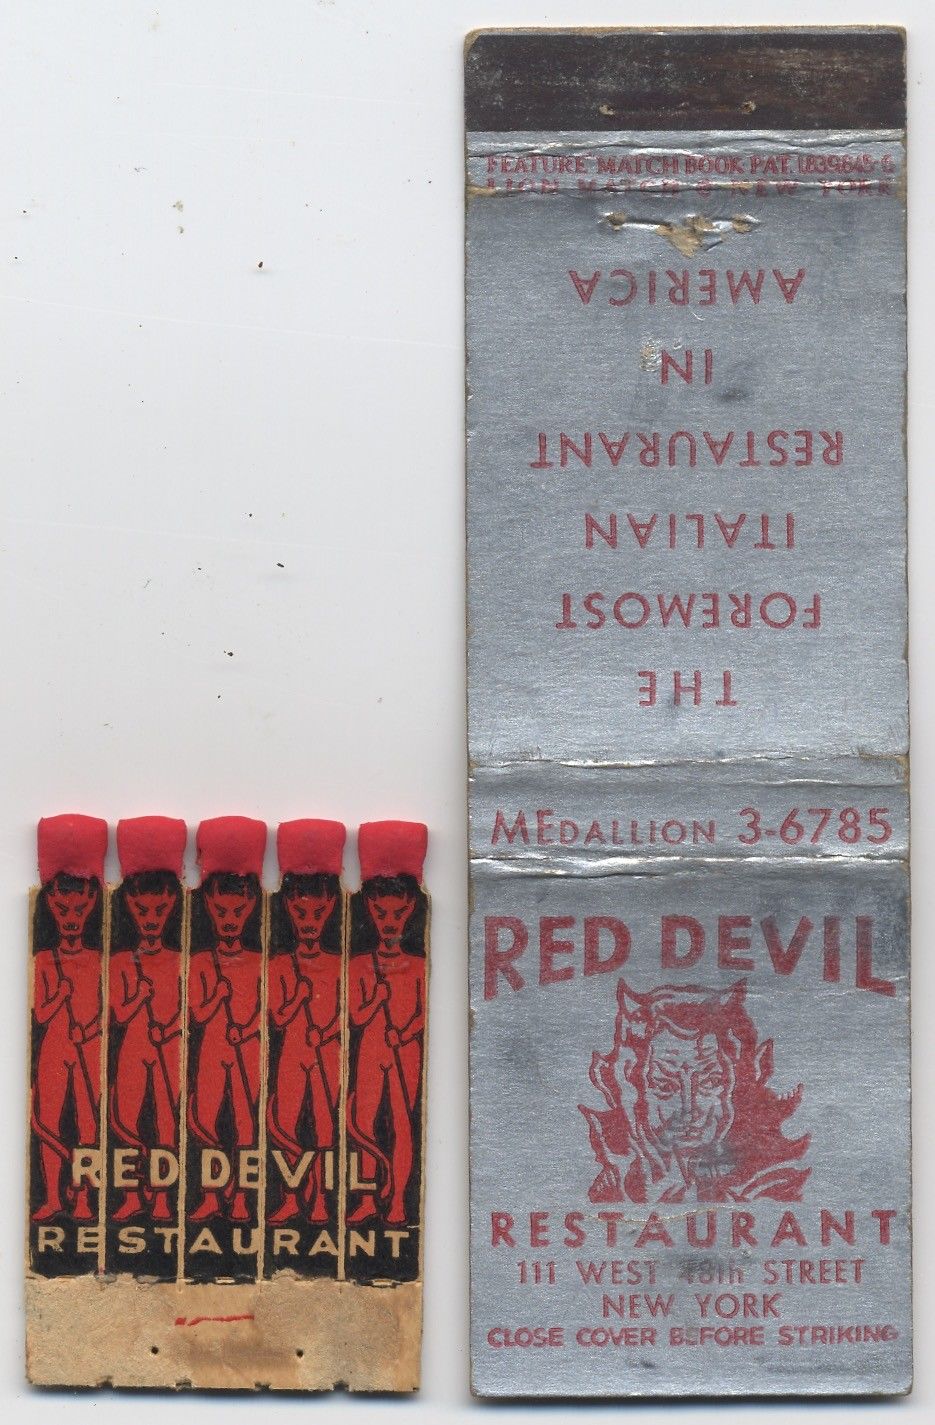 RED DEVIL
RESTAURANT
FEATURE MATCH BOOK PAT.
LION MATCH NEW YORK
THE
FOREMOST
ITALIAN
RESTAURANT
IN
AMERICA
MEDALLION 3-6785
RED DEVIL
RESTAURANT
111 WEST 48th STREET
NEW YORK
CLOSE COVER BEFORE STRIKING